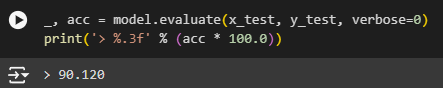 _, acc = model.evaluate(x_test, y_test, verbose=0)
print('> %.3f' % (acc * 100.0))
> 90.120